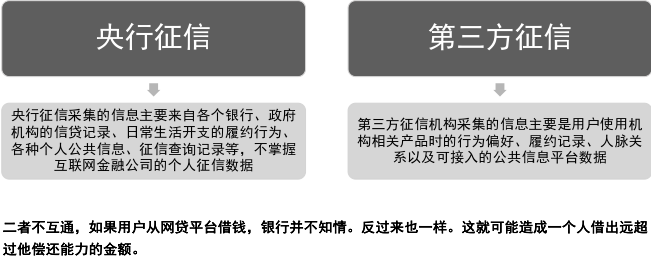 央行征信
央行征信采集的信息主要来自各个银行、政府
机构的信贷记录、日常生活开支的履约行为、
各种个人公共信息、征信查询记录等，不掌握
互联网金融公司的个人征信数据
第三方征信
第三方征信机构采集的信息主要是用户使用机
构相关产品时的行为偏好、履约记录、人脉关
系以及可接入的公共信息平台数据
二者不互通，如果用户从网贷平台借钱，银行并不知情。反过来也一样。这就可能造成一个人借出远超
过他偿还能力的金额。